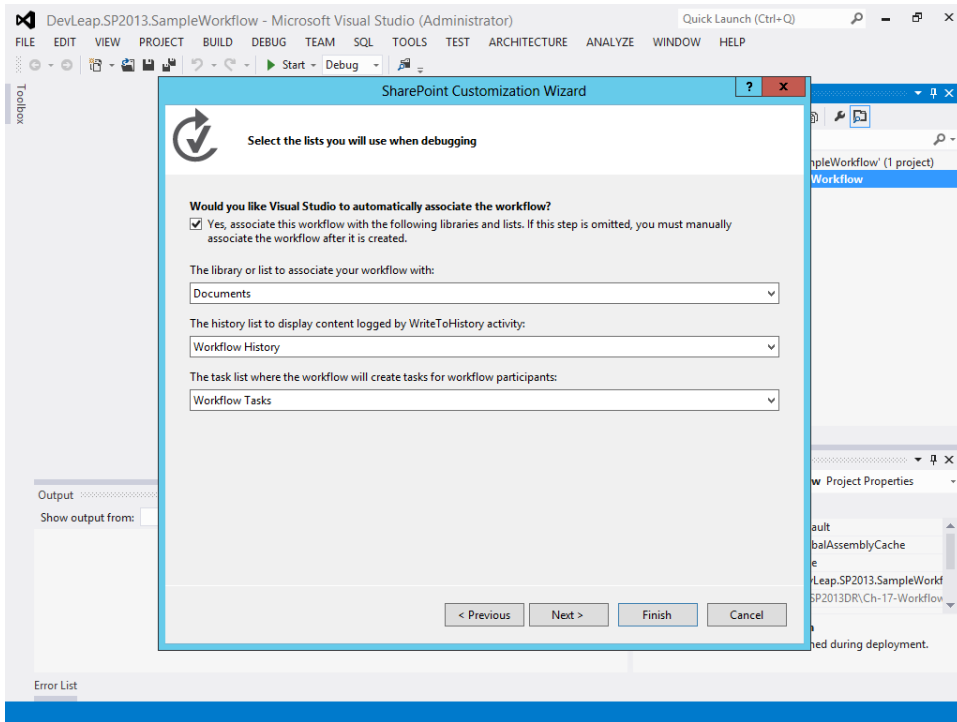 DevLeap.SP2013.SampleWorkflow - Microsoft Visual Studio (Administrator)
Quick Launch (Ctrl+Q)
FILE EDIT VIEW PROJECT BUILD DEBUG TEAM SQL TOOLS TEST ARCHITECTURE ANALYZE WINDOW HELP
Start Debug
Toolbox
SharePoint Customization Wizard
? x
Select the lists you will use when debugging
mpleWorkflow' (1 project)
Workflow
Would you like Visual Studio to automatically associate the workflow?
Yes, associate this workflow with the following libraries and lists. If this step is omitted, you must manually
associate the workflow after it is created.
The library or list to associate your workflow with:
Documents
The history list to display content logged by WriteToHistory activity:
Workflow History
The task list where the workflow will create tasks for workflow participants:
Workflow Tasks
< Previous
Next >
Finish
Cancel
w Project Properties
ault
balAssemblyCache
e
Leap.SP2013.SampleWorkf
SP2013DR\Ch-17-Workflow
ned during deployment.
Output
Show output from:
Error List